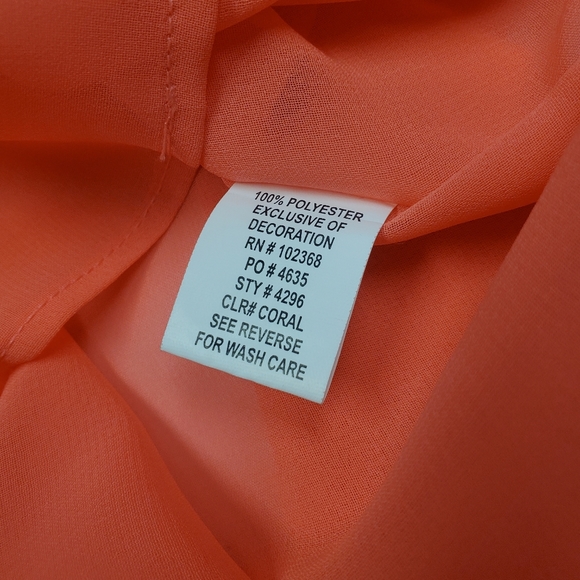 100% POLYESTER
EXCLUSIVE OF
DECORATION
RN # 102368
PO # 4635
STY # 4296
CLR# CORAL
SEE REVERSE
FOR WASH CARE